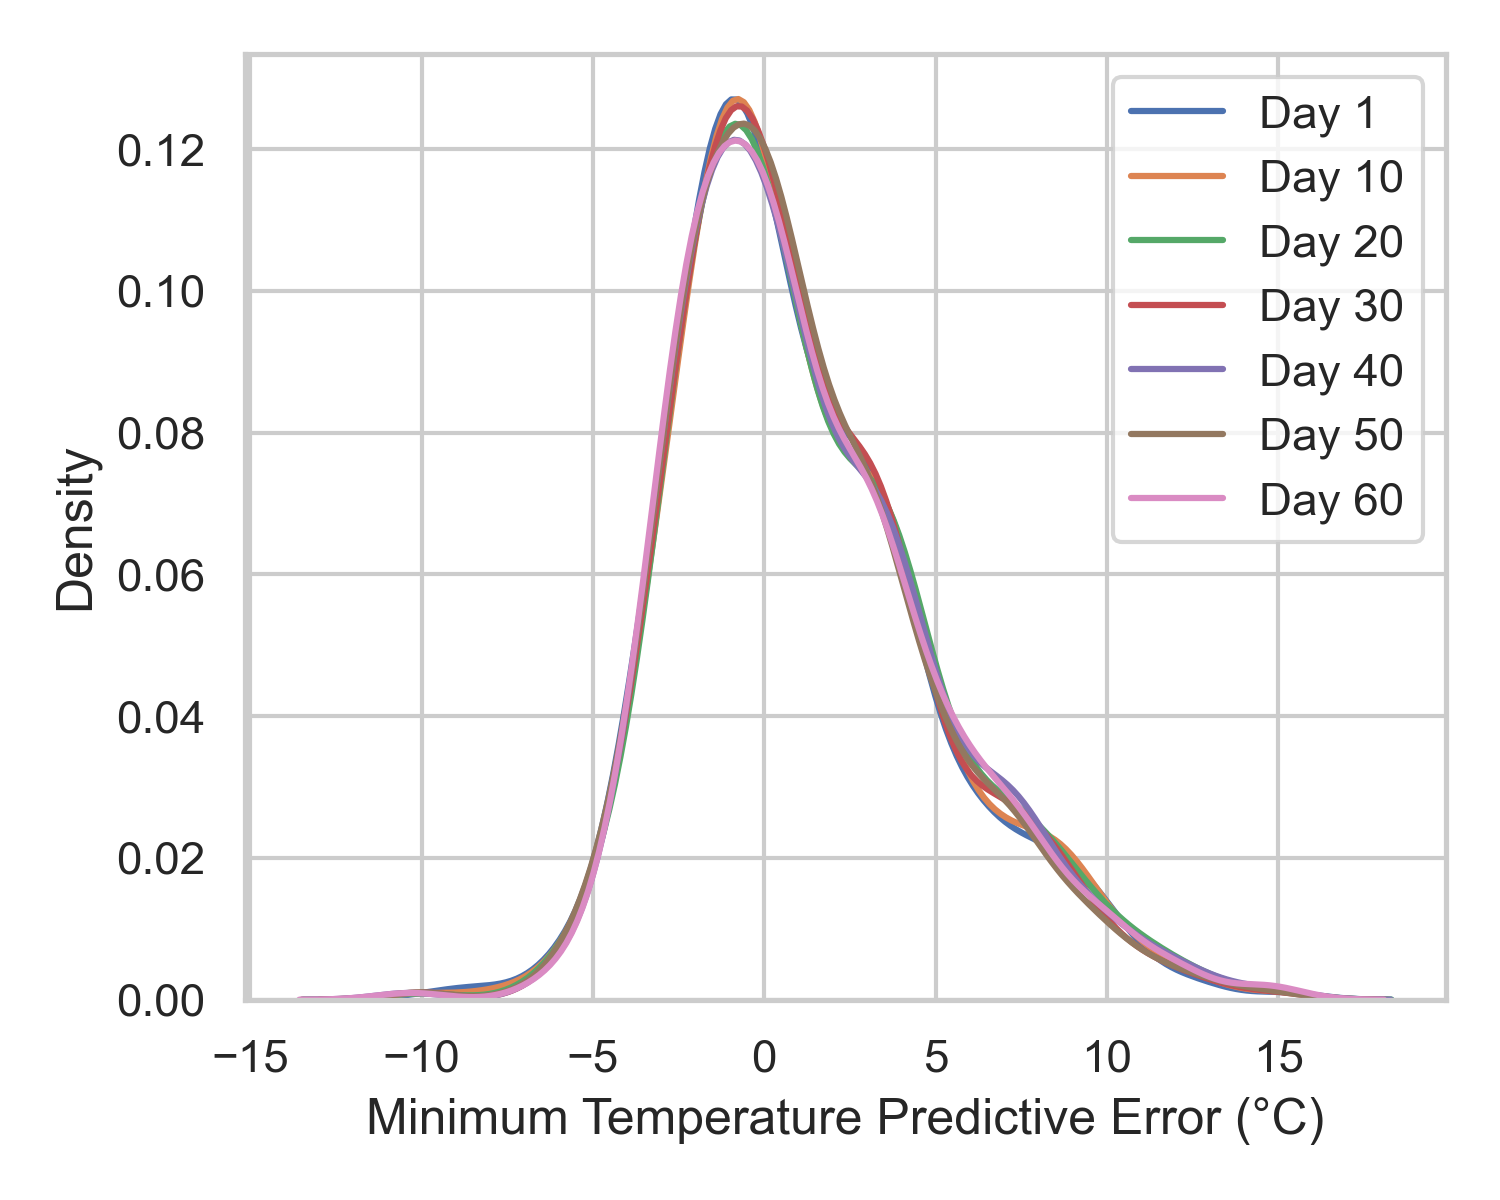 Day 1
Day 10
Day 20
Day 30
Day 40
Day 50
Day 60
0.12
0.10
0.08
0.06
0.04
0.02
0.00
Density
−15 −10 −5 0 5 10 15
Minimum Temperature Predictive Error (°C)